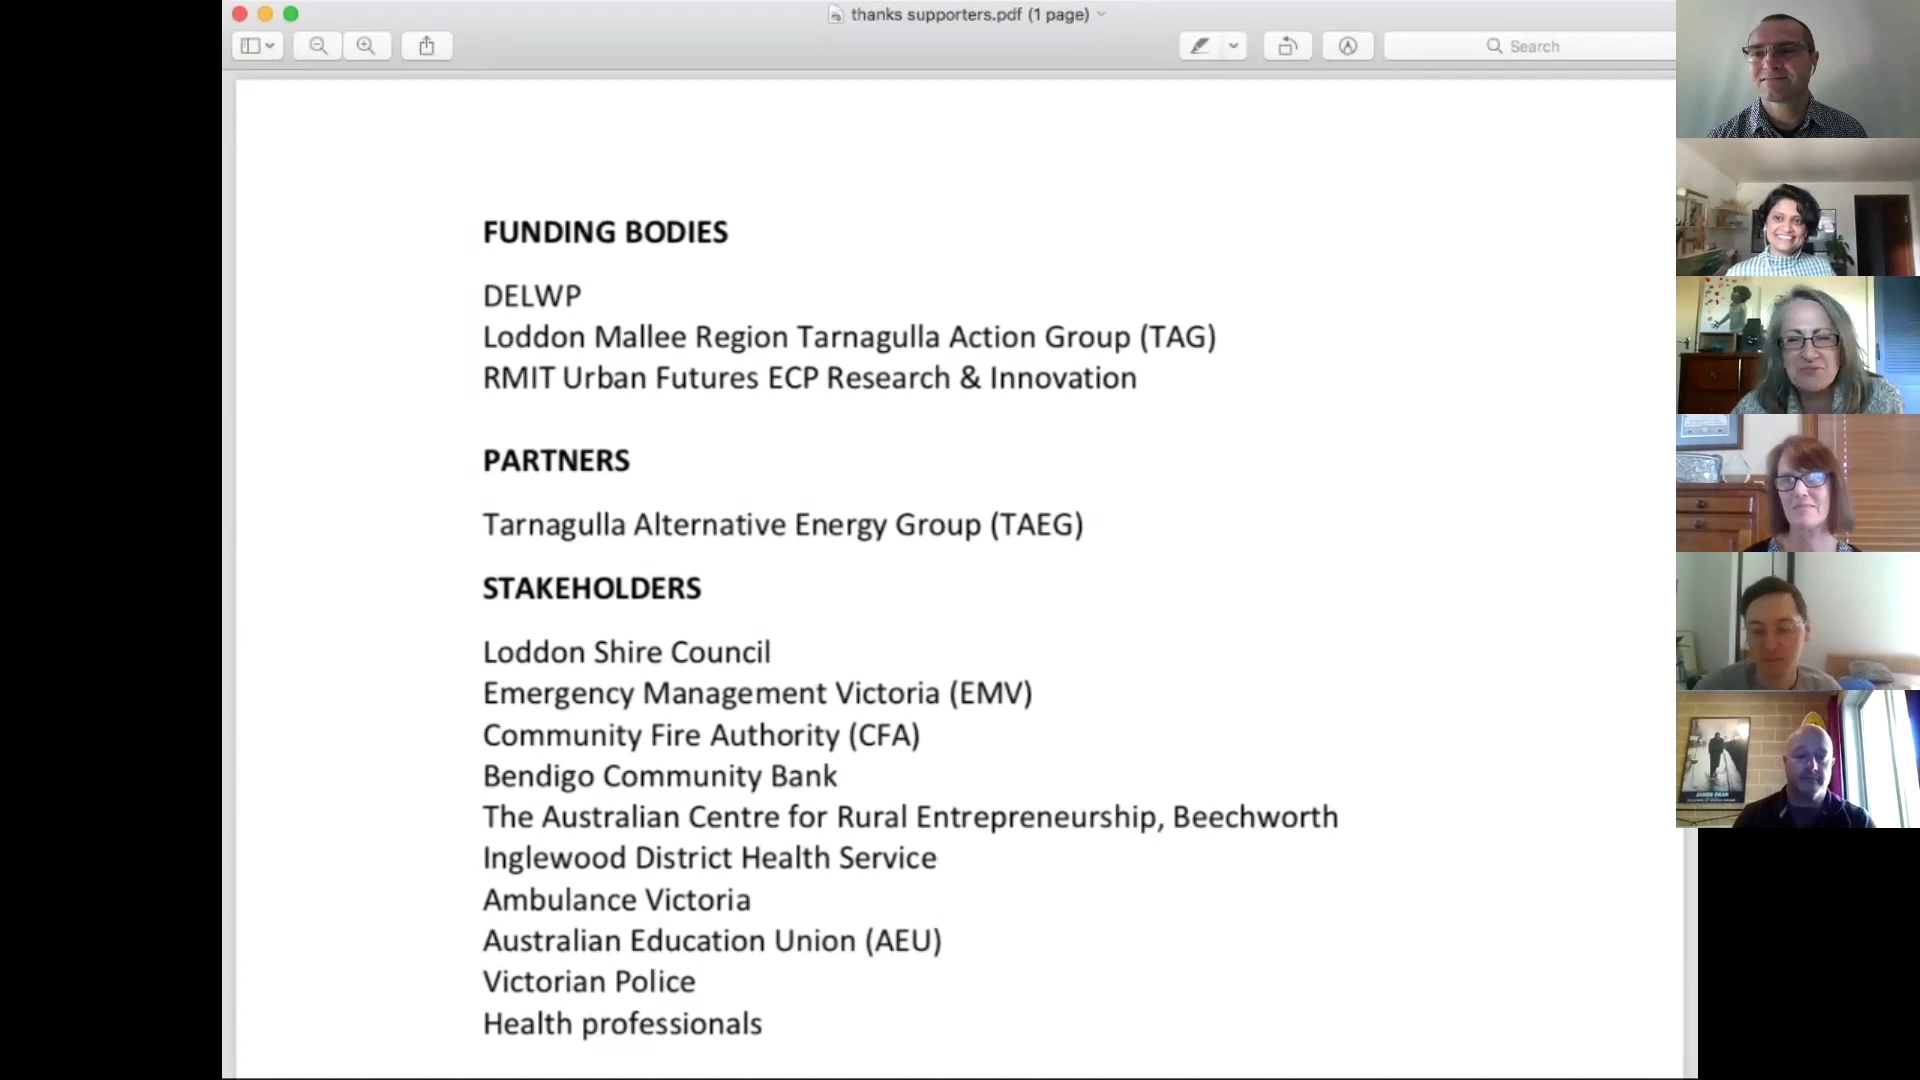 thanks supporters.pdf (1 page)
Search
FUNDING BODIES
DELWP
Loddon Mallee Region Tarnagulla Action Group (TAG)
RMIT Urban Futures ECP Research & Innovation
PARTNERS
Tarnagulla Alternative Energy Group (TAEG)
STAKEHOLDERS
Loddon Shire Council
Emergency Management Victoria (EMV)
Community Fire Authority (CFA)
Bendigo Community Bank
The Australian Centre for Rural Entrepreneurship, Beechworth
Inglewood District Health Service
Ambulance Victoria
Australian Education Union (AEU)
Victorian Police
Health professionals
JAMES DEAN